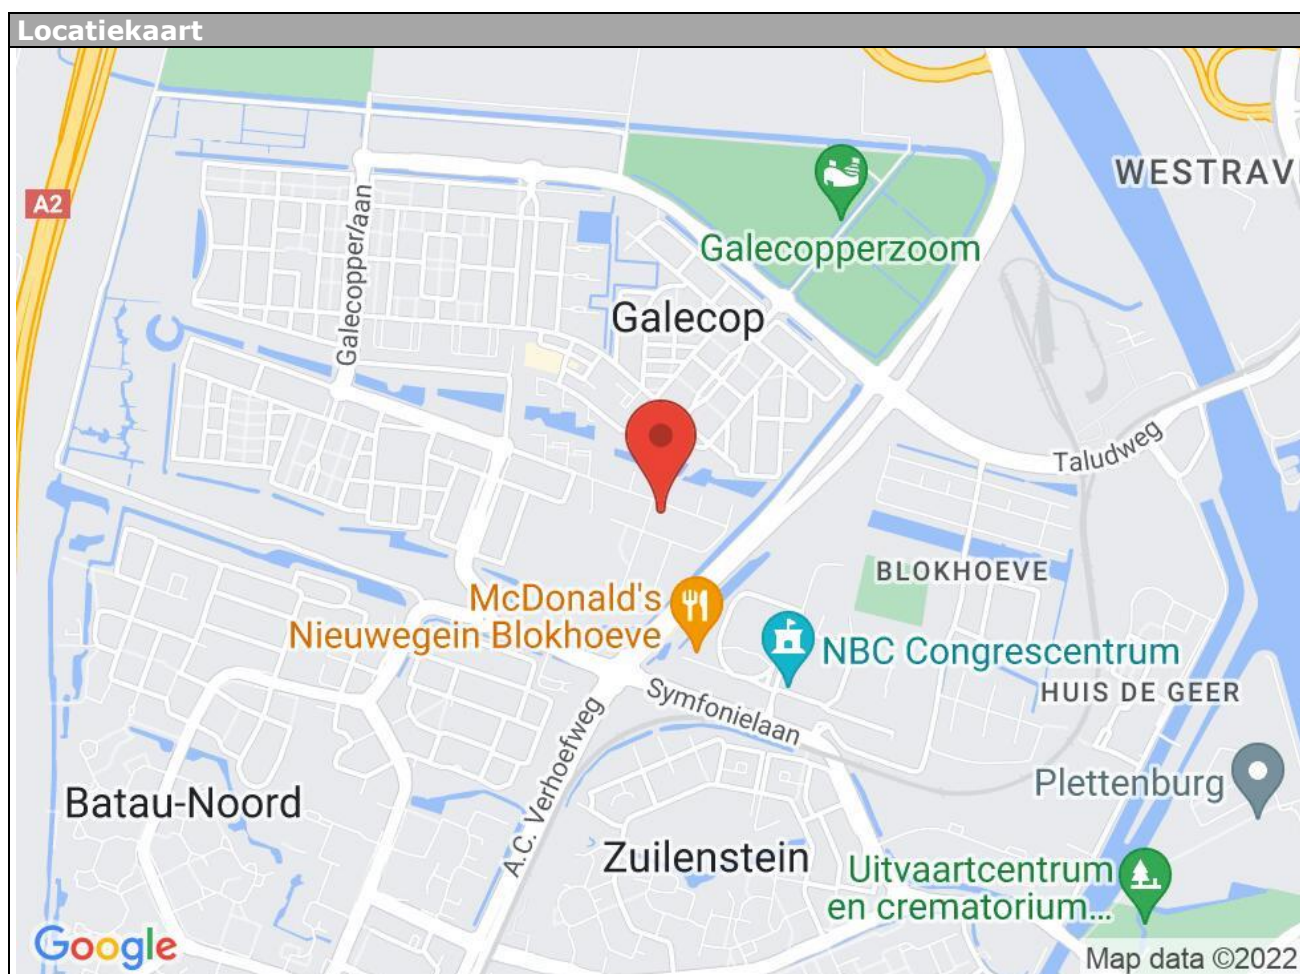 Locatiekaart
WESTRAV
A2
Galecopperlaan
Galecopperzoom
Galecop
Taludweg
BLOKHOEVE
McDonald's
Nieuwegein Blokhoeve
NBC Congrescentrum
HUIS DE GEER
Symfonielaan
A.C. Verhoefweg
Plettenburg
Batau-Noord
Zuilenstein
Uitvaartcentrum
en crematorium...
Google
Map data ©2022